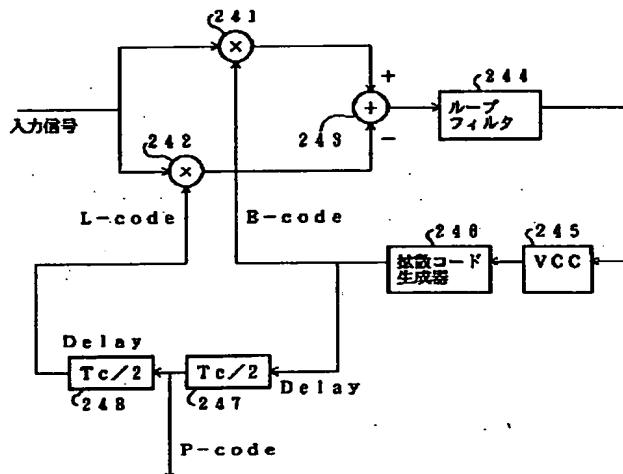 241
244
ループ
フィルタ
入力信号
242
243
+
−
L-code
E-code
246
245
拡散コード
生成器
VCC
Delay
Tc/2
Tc/2
Delay
248
247
P-code